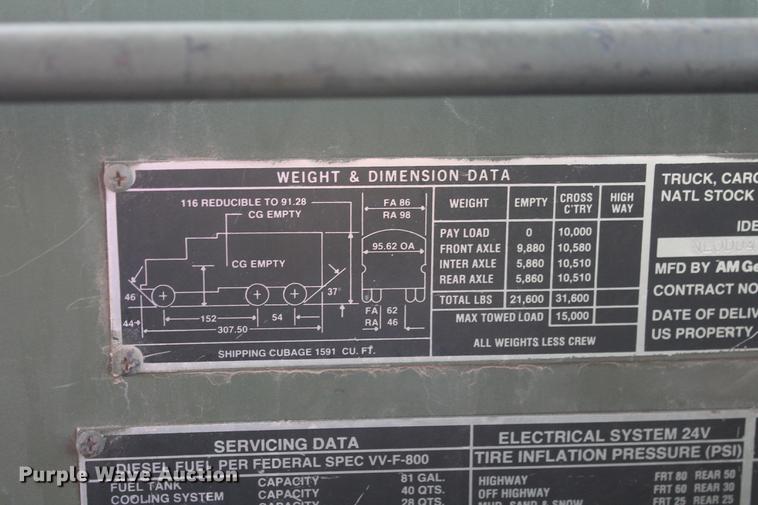 WEIGHT & DIMENSION DATA
116 REDUCIBLE TO 91.28
CG EMPTY
CG EMPTY
46
37°
44
152
54
307.50
SHIPPING CUBAGE 1591 CU. FT.
FA 86
RA 98
95.62 OA
FA 62
RA 46
WEIGHT EMPTY CROSS C'TRY HIGH WAY
PAY LOAD 0 10,000
FRONT AXLE 9,880 10,580
INTER AXLE 5,860 10,510
REAR AXLE 5,860 10,510
TOTAL LBS 21,600 31,600
MAX TOWED LOAD 15,000
ALL WEIGHTS LESS CREW
TRUCK, CARG
NATL STOCK
IDE
MFD BY AM Ge
CONTRACT NO
DATE OF DELIV
US PROPERTY
SERVICING DATA
DIESEL FUEL PER FEDERAL SPEC VV-F-800
FUEL TANK CAPACITY 81 GAL.
COOLING SYSTEM CAPACITY 40 QTS.
CAPACITY 28 QTS.
ELECTRICAL SYSTEM 24V
TIRE INFLATION PRESSURE (PSI)
HIGHWAY FRT 80 REAR 50
OFF HIGHWAY FRT 60 REAR 30
MUD, SAND & SNOW FRT 25 REAR 25
Purple Wave Auction